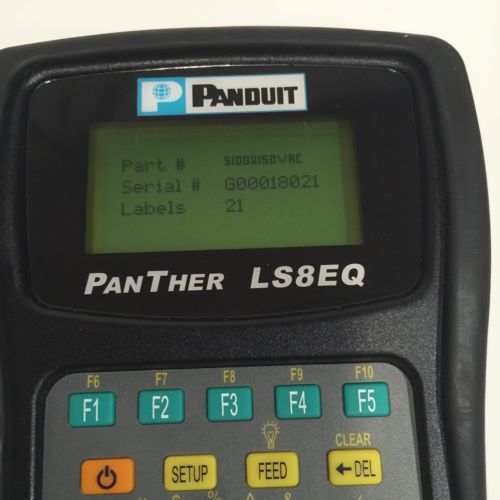 PANDUIT
Part # S100X150VAC
Serial # G00018021
Labels 21
PANTHER LS8EQ
F6 F7 F8 F9 F10
F1 F2 F3 F4 F5
CLEAR
SETUP FEED ←DEL
$ % ^ &